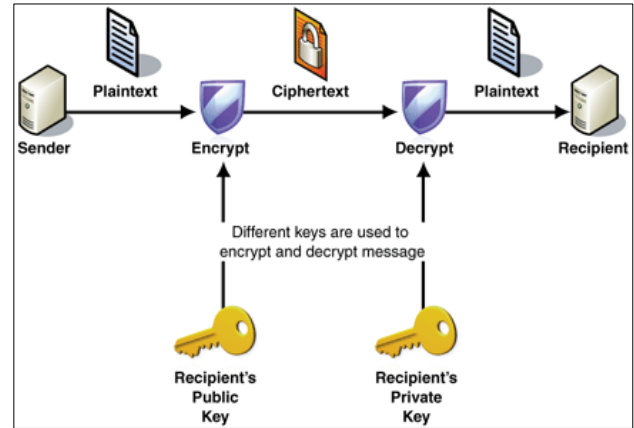 Plaintext
Ciphertext
Plaintext
Sender
Encrypt
Decrypt
Recipient
Different keys are used to
encrypt and decrypt message
Recipient's
Public
Key
Recipient's
Private
Key